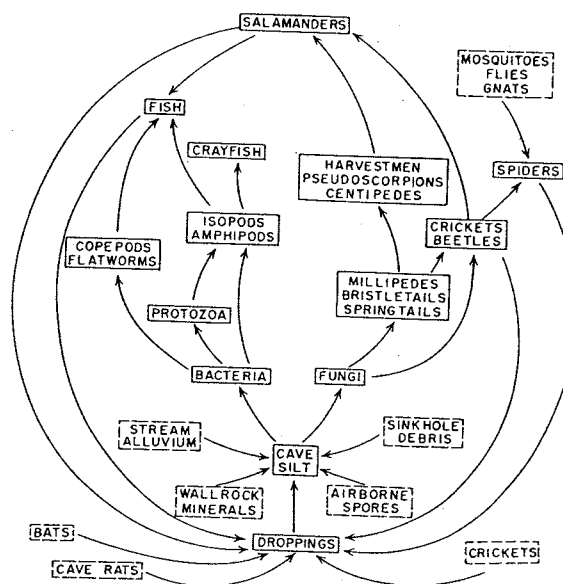 SALAMANDERS
MOSQUITOES
FLIES
GNATS
FISH
CRAYFISH
HARVESTMEN
PSEUDOSCORPIONS
CENTIPEDES
SPIDERS
ISOPODS
AMPHIPODS
CRICKETS
BEETLES
COPEPODS
FLATWORMS
MILLIPEDES
BRISTLETAILS
SPRINGTAILS
PROTOZOA
BACTERIA
FUNGI
STREAM
ALLUVIUM
SINKHOLE
DEBRIS
CAVE
SILT
WALLROCK
MINERALS
AIRBORNE
SPORES
BATS
DROPPINGS
CRICKETS
CAVE RATS